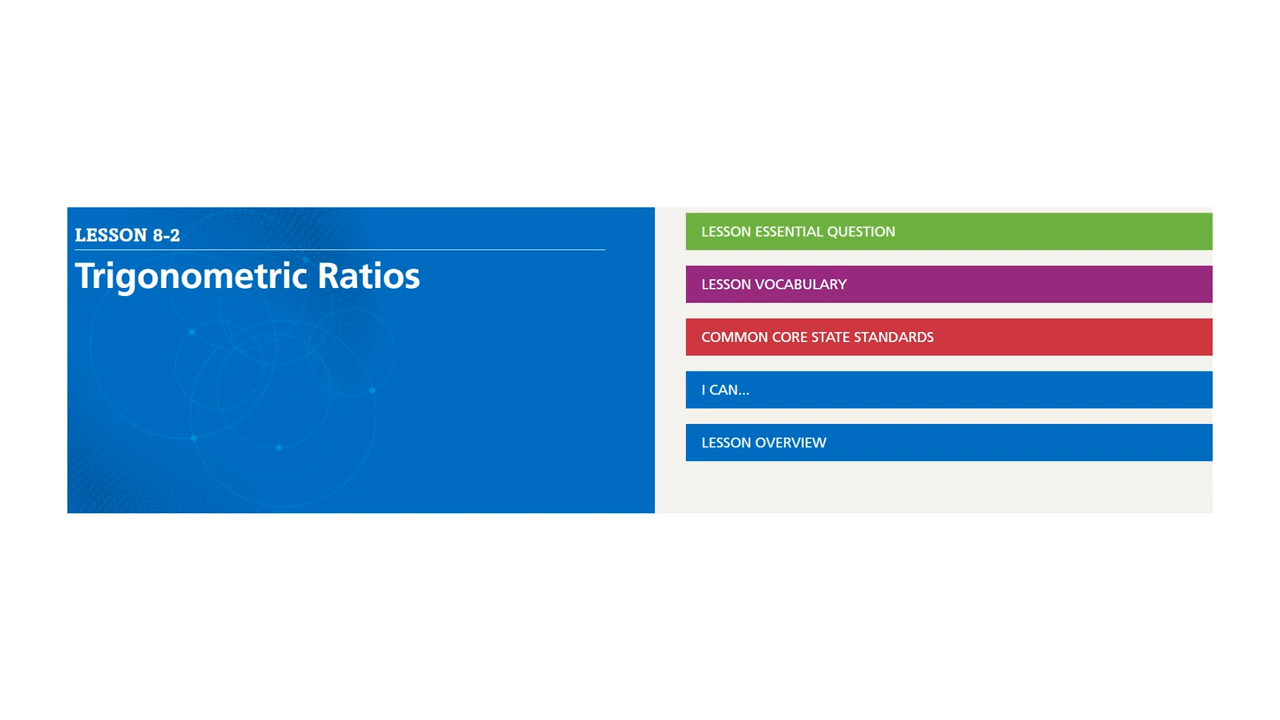 LESSON 8-2
Trigonometric Ratios
LESSON ESSENTIAL QUESTION
LESSON VOCABULARY
COMMON CORE STATE STANDARDS
I CAN...
LESSON OVERVIEW